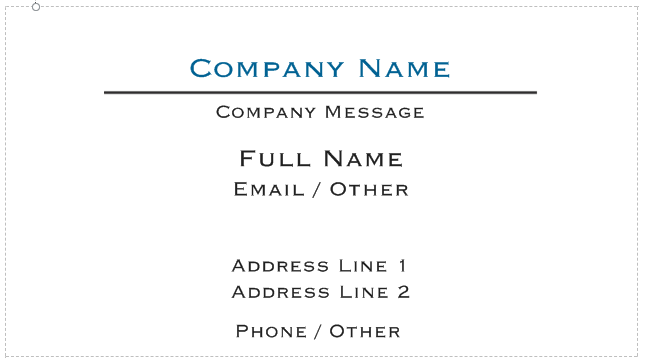 Company Name
Company Message
Full Name
Email / Other
Address Line 1
Address Line 2
Phone / Other